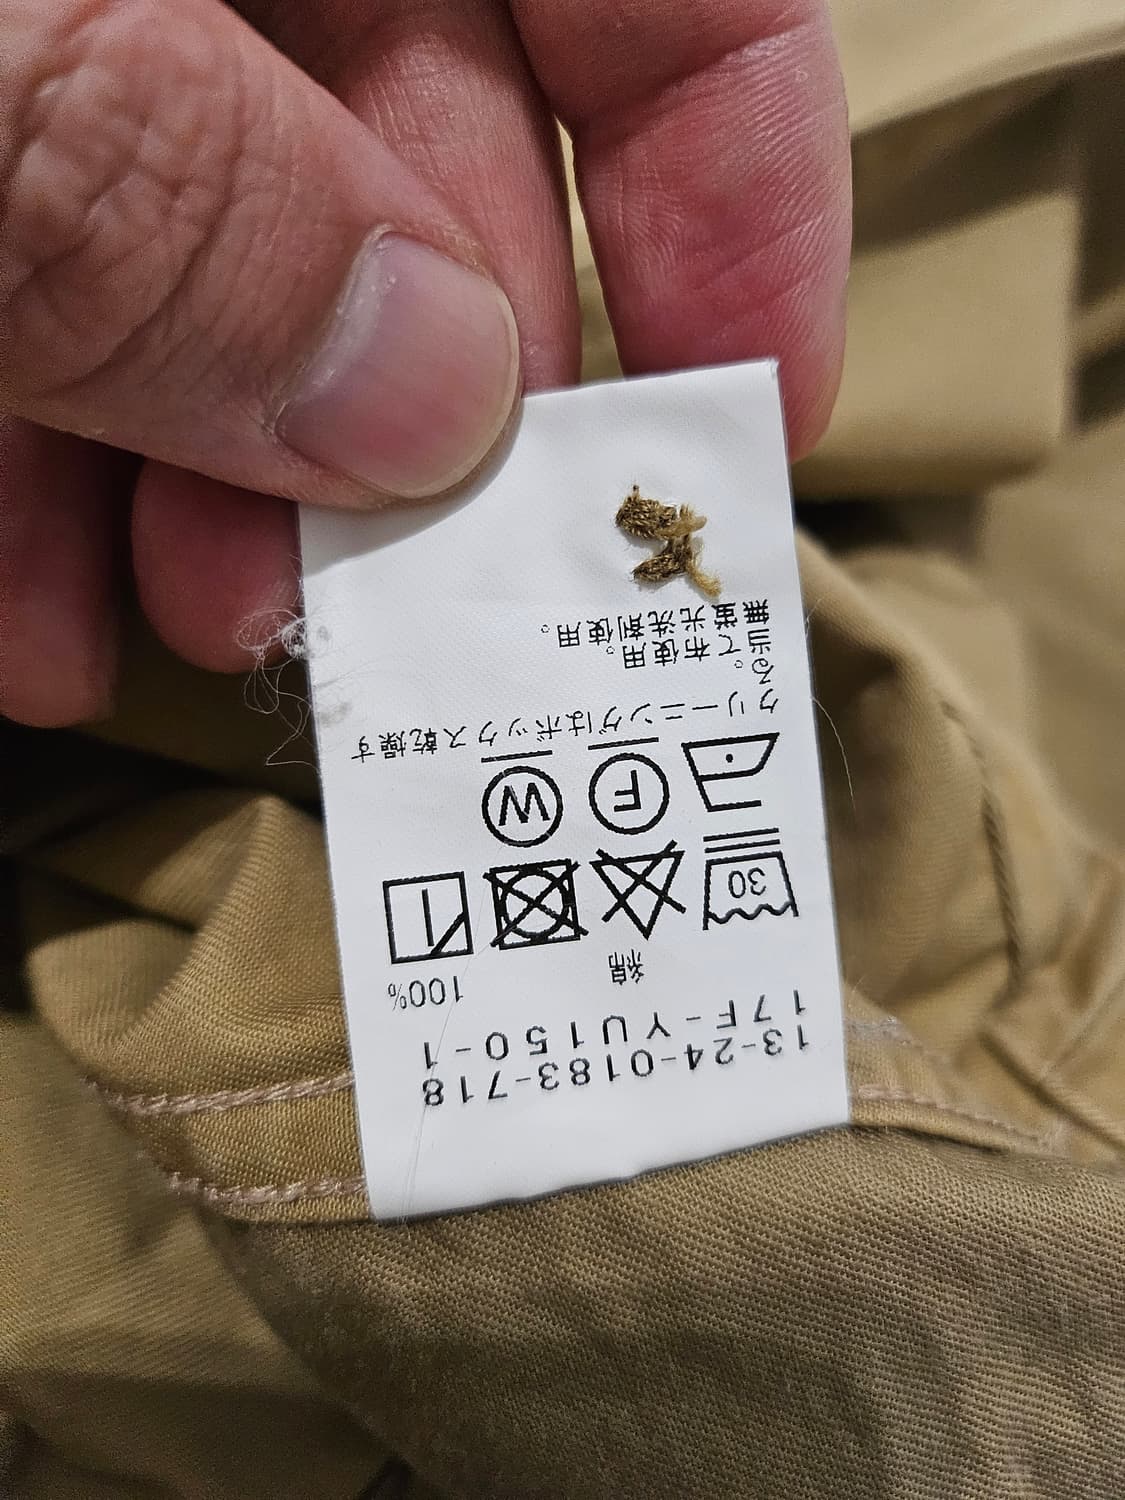 13-24-0183-718
17F-YU150-1
綿 100%
30
F W
クリーニングはボックス乾燥す
る。
当て布使用。
無蛍光洗剤使用。